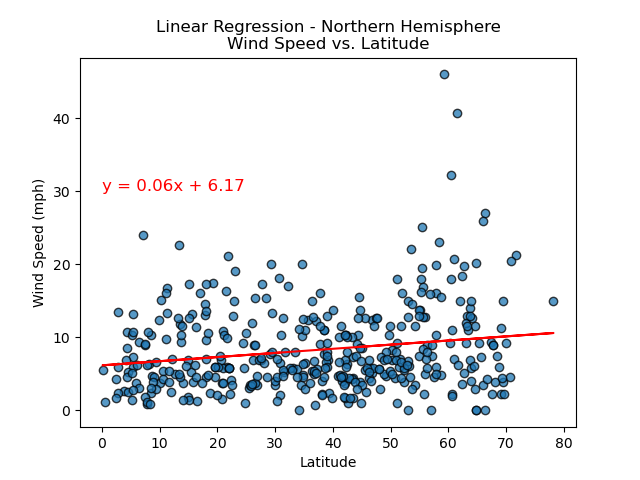 Linear Regression - Northern Hemisphere
Wind Speed vs. Latitude
Wind Speed (mph)
40
30
20
10
0
y = 0.06x + 6.17
0 10 20 30 40 50 60 70 80
Latitude